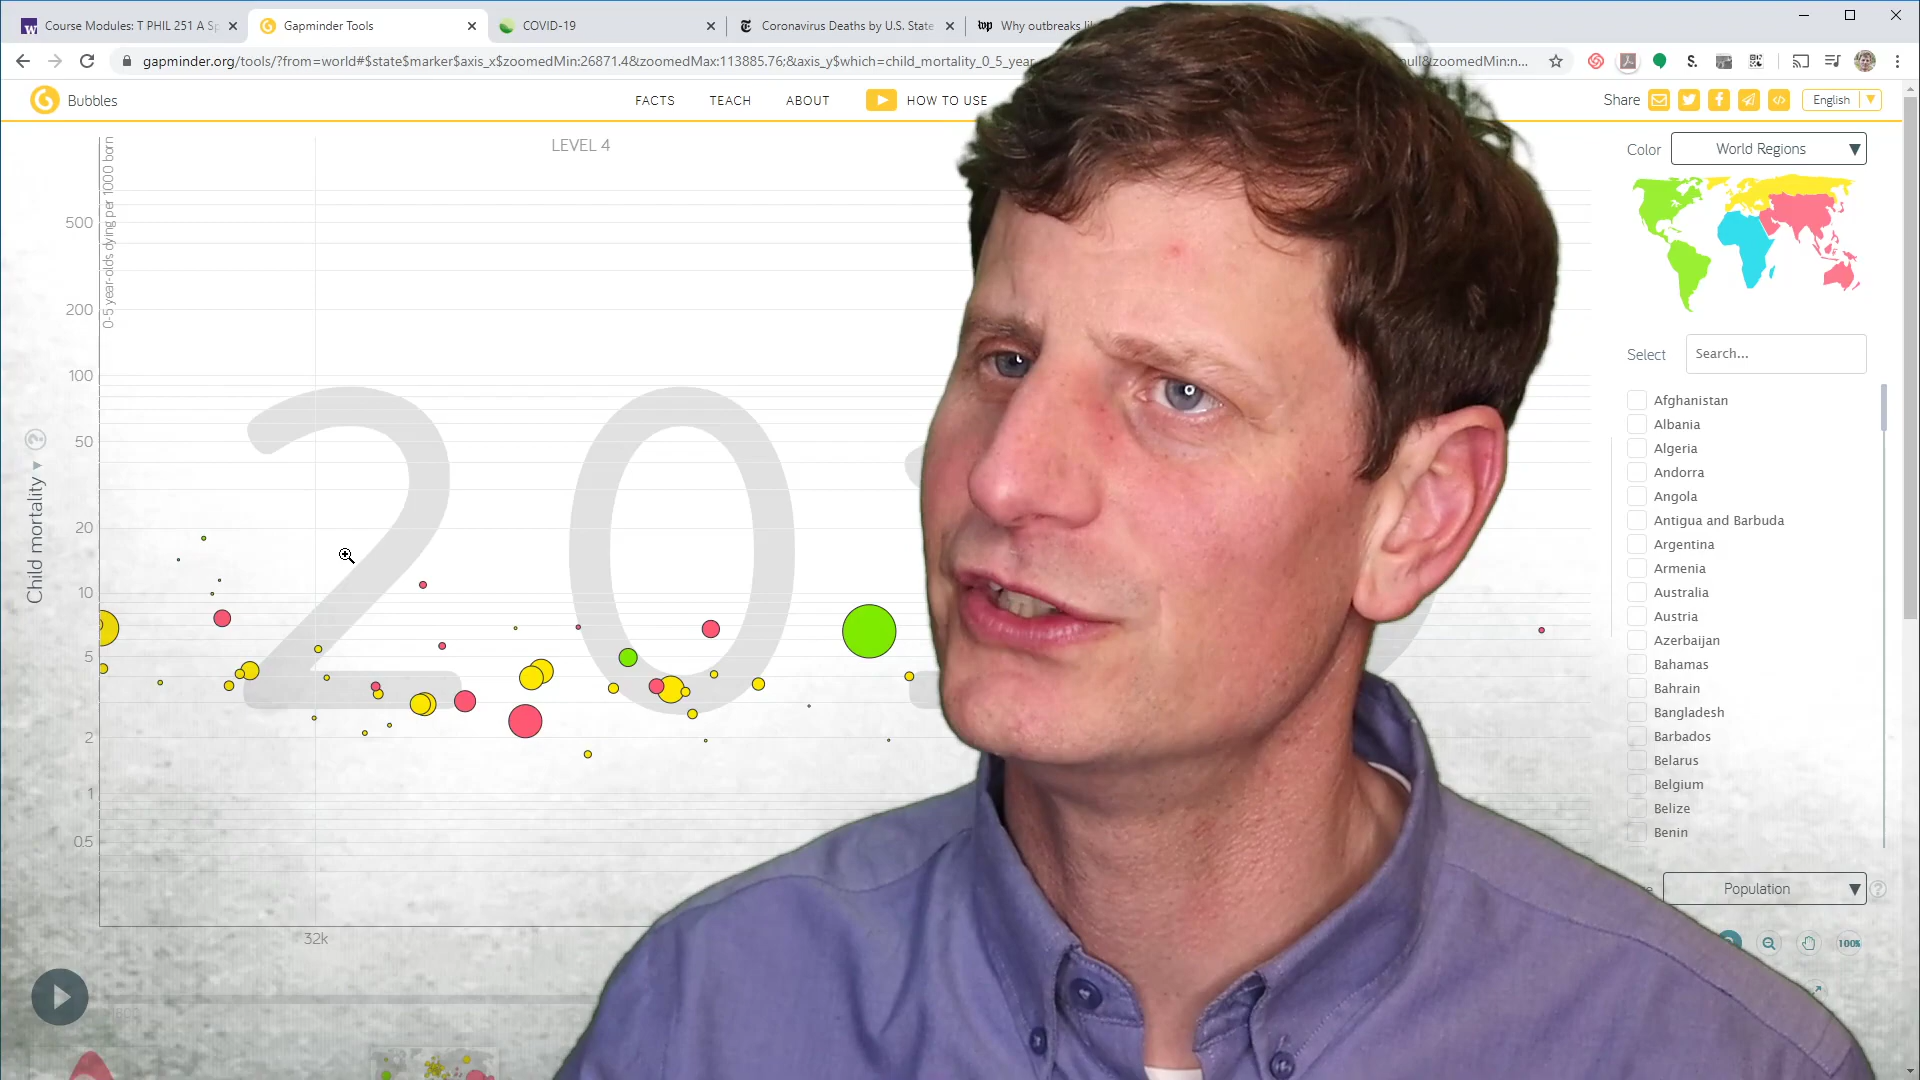 Course Modules: T PHIL 251 A Sp
Gapminder Tools
COVID-19
Coronavirus Deaths by U.S. State
Why outbreaks li
gapminder.org/tools/?from=world#$state$marker$axis_x$zoomedMin:26871.4&zoomedMax:113885.76;&axis_y$which=child_mortality_0_5_year
ull&zoomedMin:n...
Bubbles
FACTS
TEACH
ABOUT
HOW TO USE
Share
English
LEVEL 4
0-5 year-olds dying per 1000 born
Child mortality
500
200
100
50
20
10
5
2
1
0.5
32k
2 0
Color
World Regions
Select
Search...
Afghanistan
Albania
Algeria
Andorra
Angola
Antigua and Barbuda
Argentina
Armenia
Australia
Austria
Azerbaijan
Bahamas
Bahrain
Bangladesh
Barbados
Belarus
Belgium
Belize
Benin
Population
100%